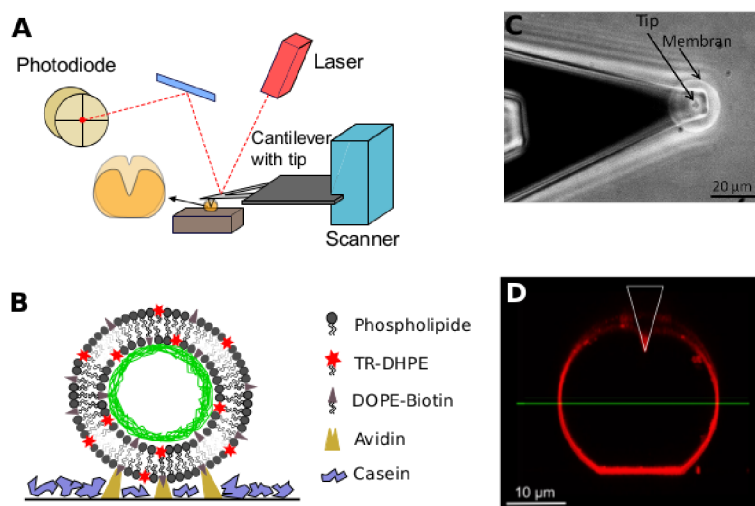 A
Photodiode
Laser
Cantilever
with tip
Scanner
B
Phospholipide
TR-DHPE
DOPE-Biotin
Avidin
Casein
C
Tip
Membran
20 µm
D
10 µm